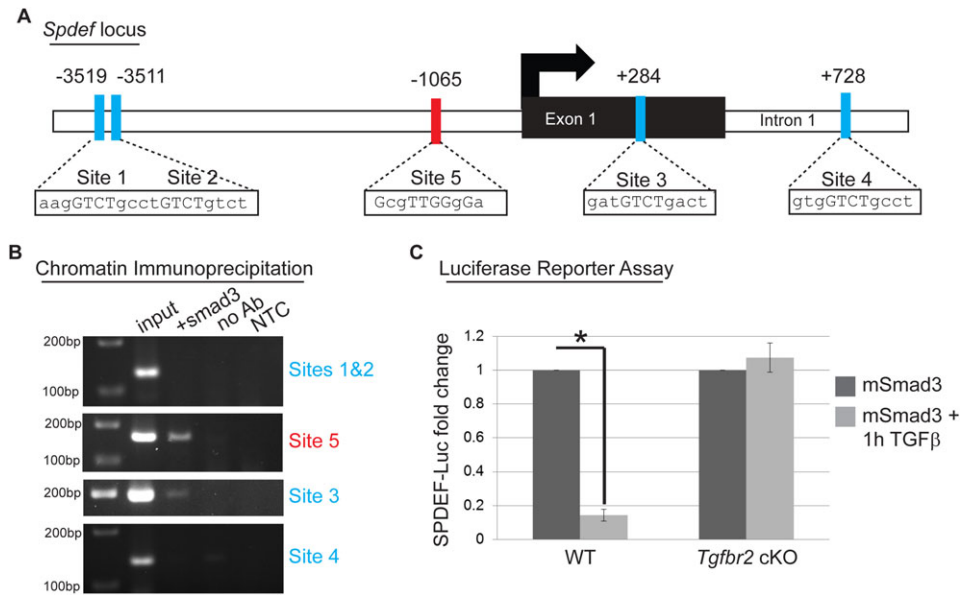 A
Spdef locus
-3519 -3511 -1065 +284 +728
Exon 1 Intron 1
Site 1 Site 2 Site 5 Site 3 Site 4
aagGTCTgcctGTCTgtct GcgTTGGgGa gatGTCTgact gtgGTCTgcct
B
Chromatin Immunoprecipitation
input +smad3 no Ab NTC
200bp
100bp
Sites 1&2
200bp
100bp
Site 5
200bp
Site 3
200bp
100bp
Site 4
C
Luciferase Reporter Assay
SPDEF-Luc fold change
1.2
1
0.8
0.6
0.4
0.2
0
*
WT Tgfbr2 cKO
mSmad3
mSmad3 +
1h TGFβ